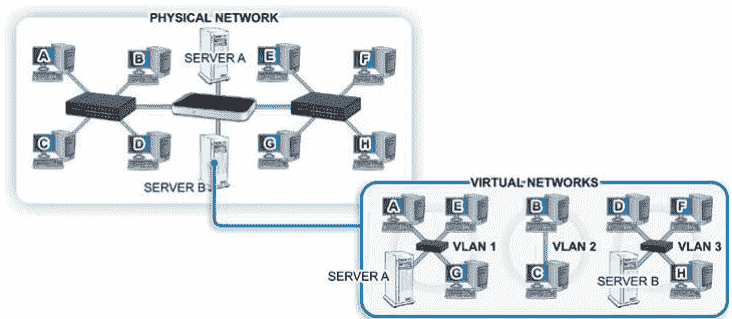 PHYSICAL NETWORK
SERVER A
A
B
E
F
C
D
G
H
SERVER B
VIRTUAL NETWORKS
A
E
B
D
F
VLAN 1
VLAN 2
VLAN 3
SERVER A
G
C
SERVER B
H